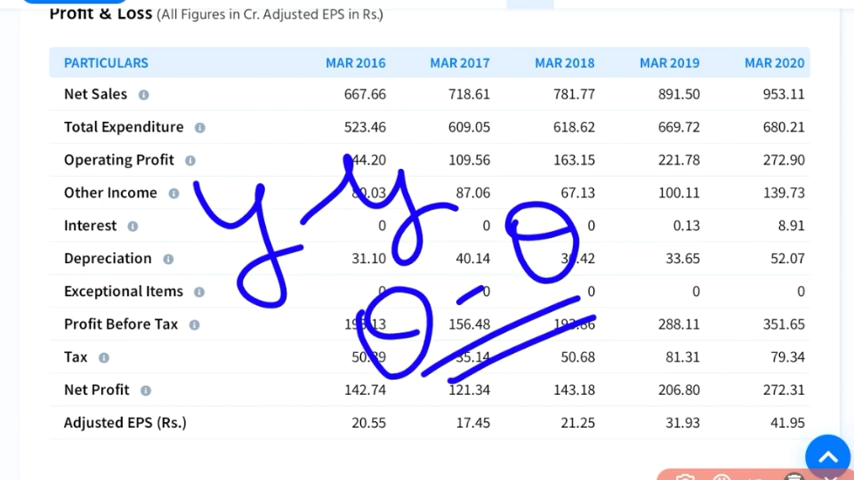 Profit & Loss (All Figures in Cr. Adjusted EPS in Rs.)
PARTICULARS MAR 2016 MAR 2017 MAR 2018 MAR 2019 MAR 2020
Net Sales 667.66 718.61 781.77 891.50 953.11
Total Expenditure 523.46 609.05 618.62 669.72 680.21
Operating Profit 109.56 163.15 221.78 272.90
Other Income 87.06 67.13 100.11 139.73
Interest 0 0 0 0.13 8.91
Depreciation 31.10 40.14 33.65 52.07
Exceptional Items 0 0 0 0 0
Profit Before Tax 156.48 288.11 351.65
Tax 35.14 50.68 81.31 79.34
Net Profit 142.74 121.34 143.18 206.80 272.31
Adjusted EPS (Rs.) 20.55 17.45 21.25 31.93 41.95